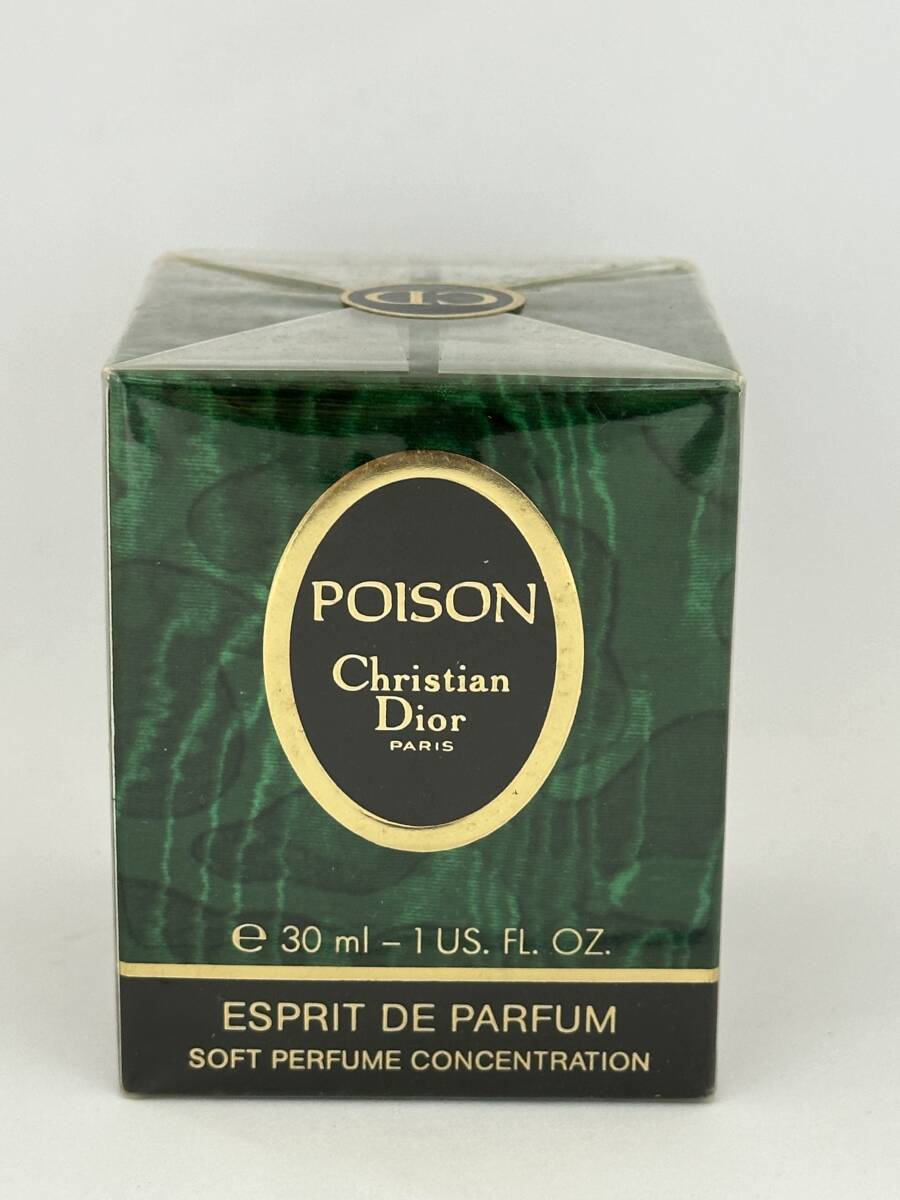 CD
POISON
Christian
Dior
PARIS
℮ 30 ml – 1 US. FL. OZ.
ESPRIT DE PARFUM
SOFT PERFUME CONCENTRATION